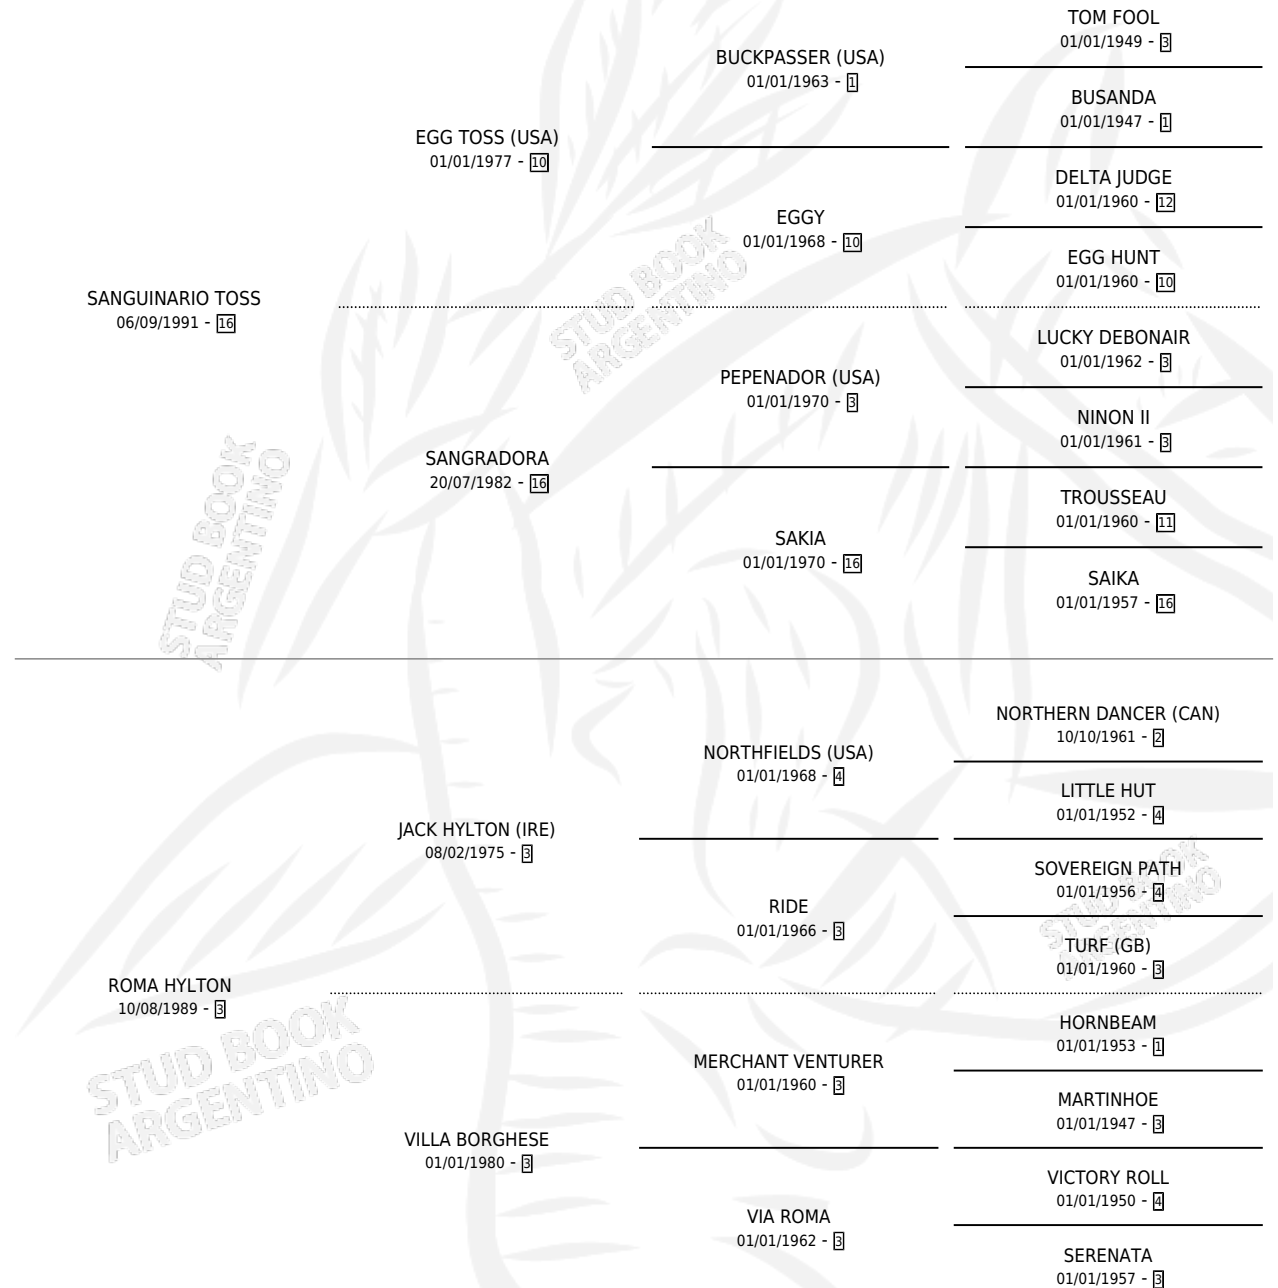 TOM FOOL
01/01/1949 - 3
BUCKPASSER (USA)
01/01/1963 - 1
BUSANDA
01/01/1947 - 1
EGG TOSS (USA)
01/01/1977 - 10
DELTA JUDGE
01/01/1960 - 12
EGGY
01/01/1968 - 10
EGG HUNT
01/01/1960 - 10
SANGUINARIO TOSS
06/09/1991 - 16
LUCKY DEBONAIR
01/01/1962 - 3
PEPENADOR (USA)
01/01/1970 - 3
NINON II
01/01/1961 - 3
SANGRADORA
20/07/1982 - 16
TROUSSEAU
01/01/1960 - 11
SAKIA
01/01/1970 - 16
SAIKA
01/01/1957 - 16
STUD BOOK
ARGENTINO
STUD BOOK
ARGENTINO
NORTHERN DANCER (CAN)
10/10/1961 - 2
NORTHFIELDS (USA)
01/01/1968 - 4
LITTLE HUT
01/01/1952 - 4
JACK HYLTON (IRE)
08/02/1975 - 3
SOVEREIGN PATH
01/01/1956 - 4
RIDE
01/01/1966 - 3
TURF (GB)
01/01/1960 - 3
ROMA HYLTON
10/08/1989 - 3
HORNBEAM
01/01/1953 - 1
MERCHANT VENTURER
01/01/1960 - 3
MARTINHOE
01/01/1947 - 3
VILLA BORGHESE
01/01/1980 - 3
VICTORY ROLL
01/01/1950 - 4
VIA ROMA
01/01/1962 - 3
SERENATA
01/01/1957 - 3
STUD BOOK
ARGENTINO
STUD BOOK
ARGENTINO